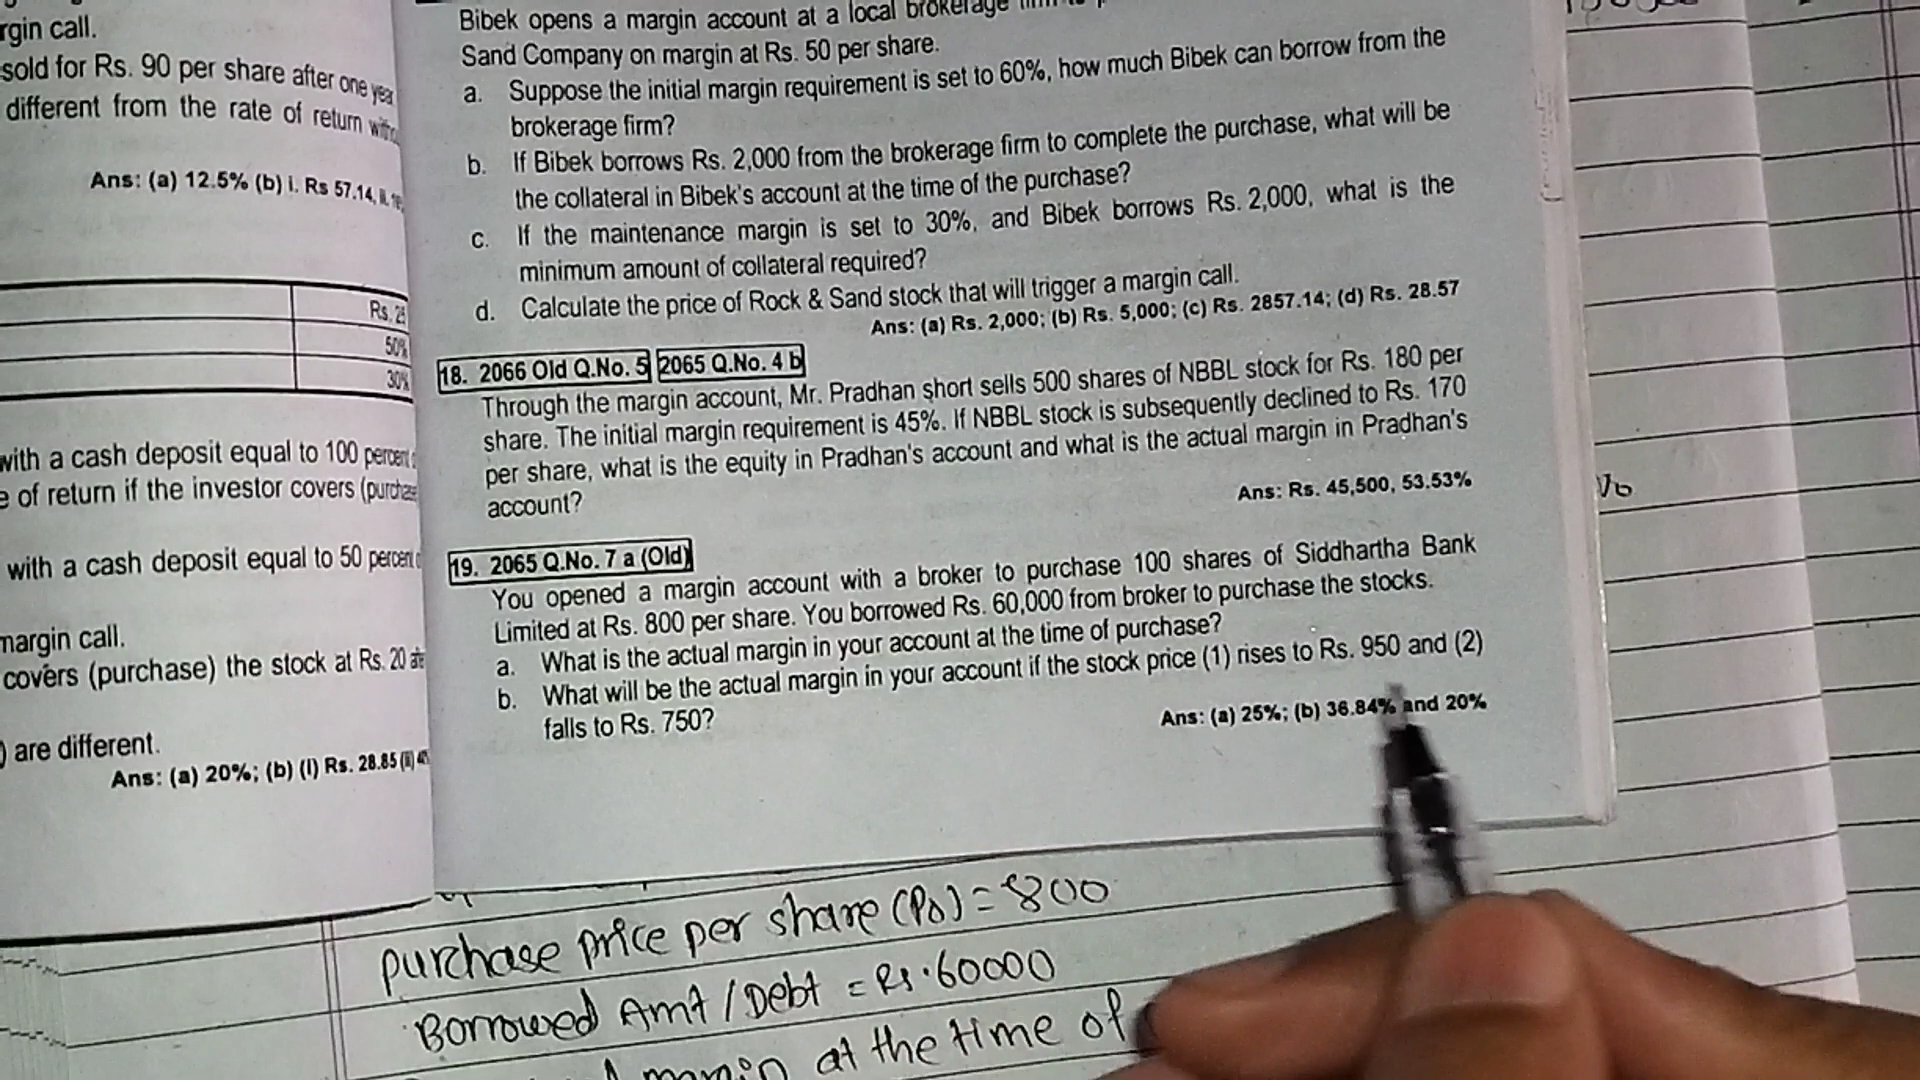 rgin call.
sold for Rs. 90 per share after one year
different from the rate of return
Ans: (a) 12.5% (b) i. Rs 57.14, ii.
Rs. 25
50%
30%
with a cash deposit equal to 100 percent
e of return if the investor covers (purchase
with a cash deposit equal to 50 percent
margin call.
covers (purchase) the stock at Rs. 20
) are different.
Ans: (a) 20%; (b) (I) Rs. 28.85 (ii)
Bibek opens a margin account at a local brokerage
Sand Company on margin at Rs. 50 per share.
a. Suppose the initial margin requirement is set to 60%, how much Bibek can borrow from the
brokerage firm?
b. If Bibek borrows Rs. 2,000 from the brokerage firm to complete the purchase, what will be
the collateral in Bibek's account at the time of the purchase?
c. If the maintenance margin is set to 30%, and Bibek borrows Rs. 2,000, what is the
minimum amount of collateral required?
d. Calculate the price of Rock & Sand stock that will trigger a margin call.
Ans: (a) Rs. 2,000; (b) Rs. 5,000; (c) Rs. 2857.14; (d) Rs. 28.57
18. 2066 Old Q.No. 5 2065 Q.No. 4 b
Through the margin account, Mr. Pradhan short sells 500 shares of NBBL stock for Rs. 180 per
share. The initial margin requirement is 45%. If NBBL stock is subsequently declined to Rs. 170
per share, what is the equity in Pradhan's account and what is the actual margin in Pradhan's
account?
Ans: Rs. 45,500, 53.53%
19. 2065 Q.No. 7 a (Old)
You opened a margin account with a broker to purchase 100 shares of Siddhartha Bank
Limited at Rs. 800 per share. You borrowed Rs. 60,000 from broker to purchase the stocks.
a. What is the actual margin in your account at the time of purchase?
b. What will be the actual margin in your account if the stock price (1) rises to Rs. 950 and (2)
falls to Rs. 750?
Ans: (a) 25%; (b) 36.84% and 20%
purchase price per share (P0) = 800
Borrowed Amt / Debt = Rs. 60000
margin at the time of